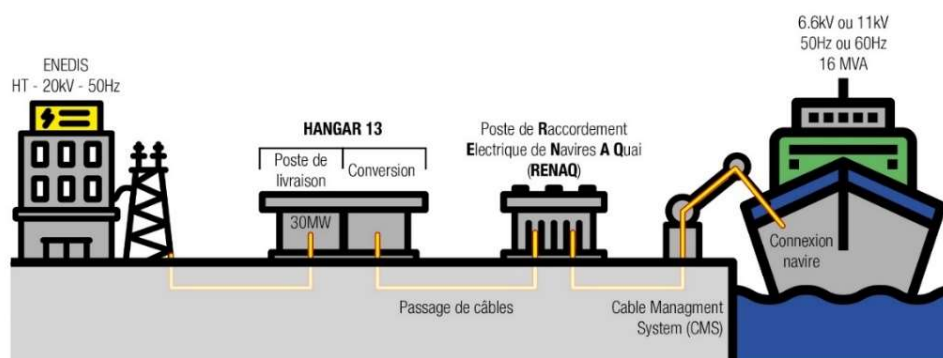 ENEDIS
HT - 20kV - 50Hz
HANGAR 13
Poste de
livraison
Conversion
30MW
Poste de Raccordement
Electrique de Navires A Quai
(RENAQ)
6.6kV ou 11kV
50Hz ou 60Hz
16 MVA
Connexion
navire
Passage de câbles
Cable Managment
System (CMS)